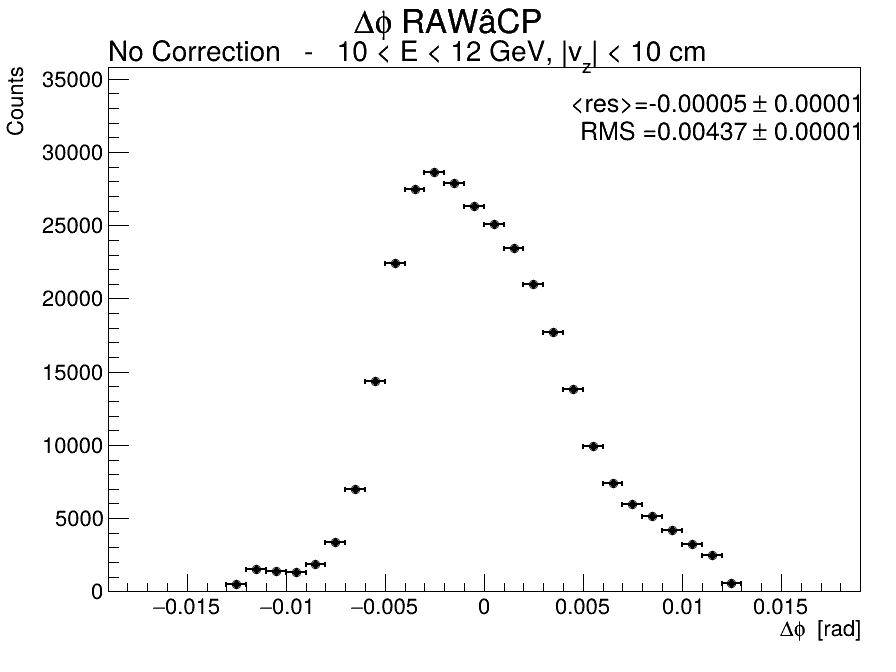 Δϕ RAWâCP
No Correction - 10 < E < 12 GeV, |v_z| < 10 cm
Counts
<res>=-0.00005 ± 0.00001
RMS =0.00437 ± 0.00001
35000
30000
25000
20000
15000
10000
5000
0
−0.015 −0.01 −0.005 0 0.005 0.01 0.015
Δϕ [rad]